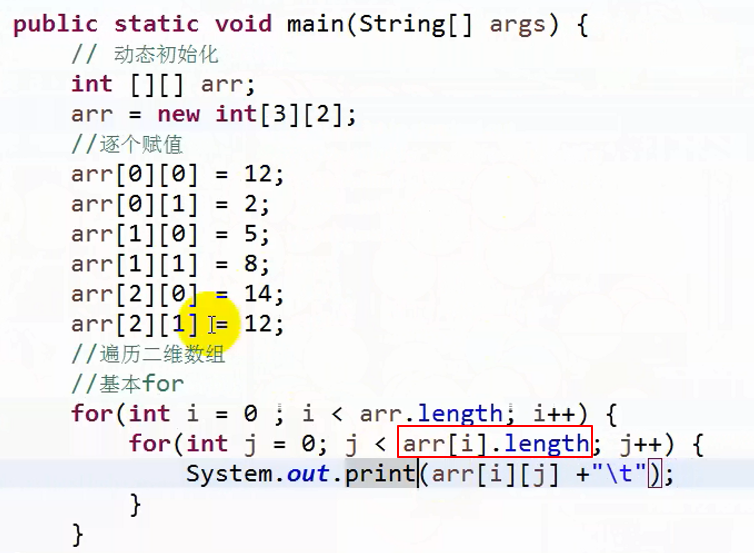 public static void main(String[] args) {
// 动态初始化
int [][] arr;
arr = new int[3][2];
//逐个赋值
arr[0][0] = 12;
arr[0][1] = 2;
arr[1][0] = 5;
arr[1][1] = 8;
arr[2][0] = 14;
arr[2][1] = 12;
//遍历二维数组
//基本for
for(int i = 0 ; i < arr.length; i++) {
for(int j = 0; j < arr[i].length; j++) {
System.out.print(arr[i][j] +"\t");
}
}